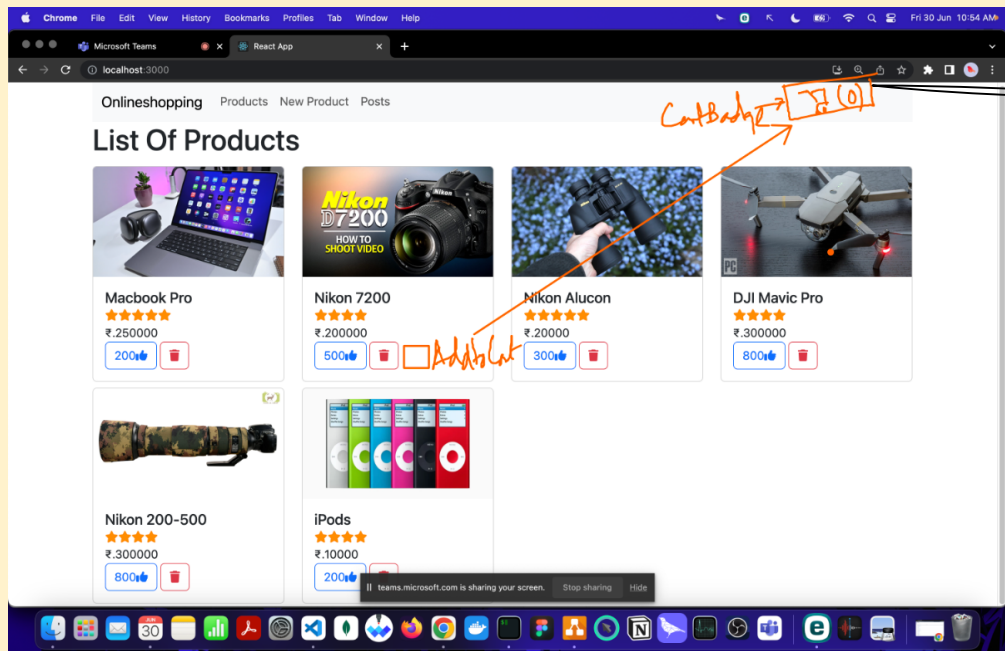 Chrome File Edit View History Bookmarks Profiles Tab Window Help Fri 30 Jun 10:54 AM
Microsoft Teams React App
localhost:3000
Onlineshopping Products New Product Posts
CartBadge (0)
List Of Products
Nikon
D7200
HOW TO
SHOOT VIDEO
Nikon
PC
Macbook Pro Nikon 7200 Nikon Alucon DJI Mavic Pro
₹.250000 ₹.200000 ₹.20000 ₹.300000
200 500 AddtoCart 300 800
Nikon 200-500 iPods
₹.300000 ₹.10000
800 200
teams.microsoft.com is sharing your screen. Stop sharing Hide
JUN
30